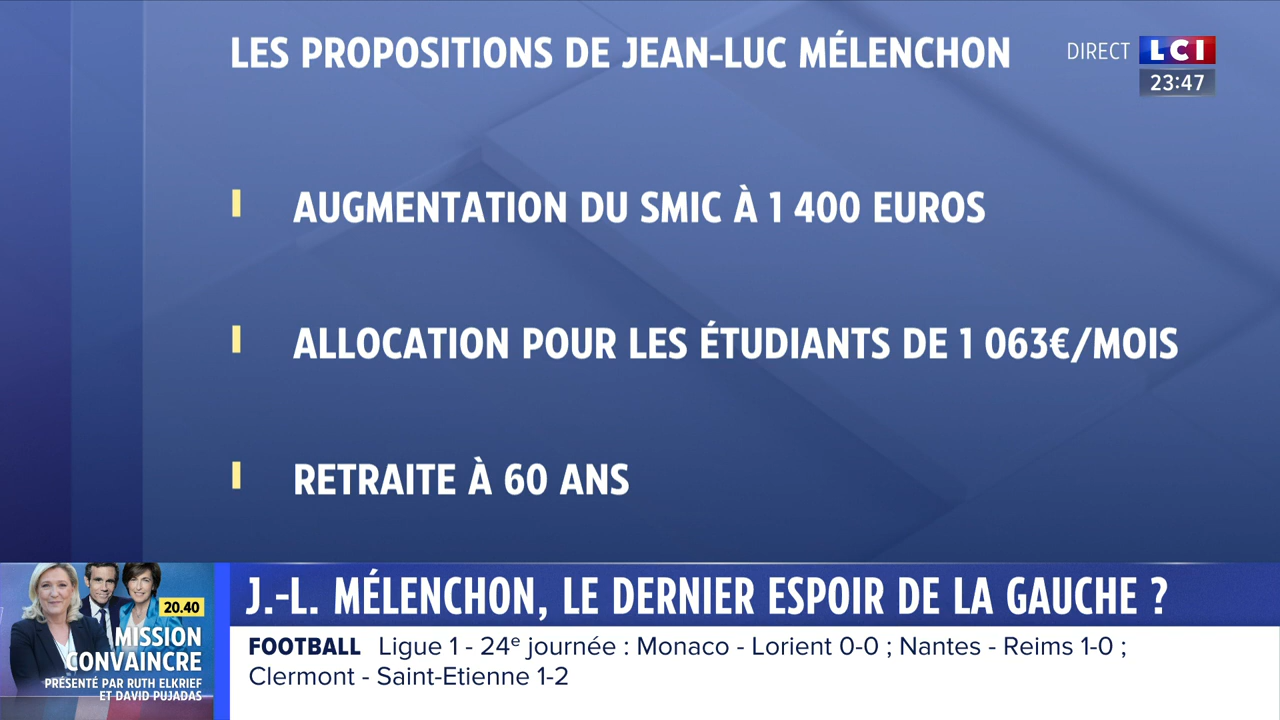 LES PROPOSITIONS DE JEAN-LUC MÉLENCHON
DIRECT LCI
23:47
AUGMENTATION DU SMIC À 1 400 EUROS
ALLOCATION POUR LES ÉTUDIANTS DE 1 063€/MOIS
RETRAITE À 60 ANS
20.40
MISSION
CONVAINCRE
PRÉSENTÉ PAR RUTH ELKRIEF
ET DAVID PUJADAS
J.-L. MÉLENCHON, LE DERNIER ESPOIR DE LA GAUCHE ?
FOOTBALL Ligue 1 - 24e journée : Monaco - Lorient 0-0 ; Nantes - Reims 1-0 ;
Clermont - Saint-Etienne 1-2